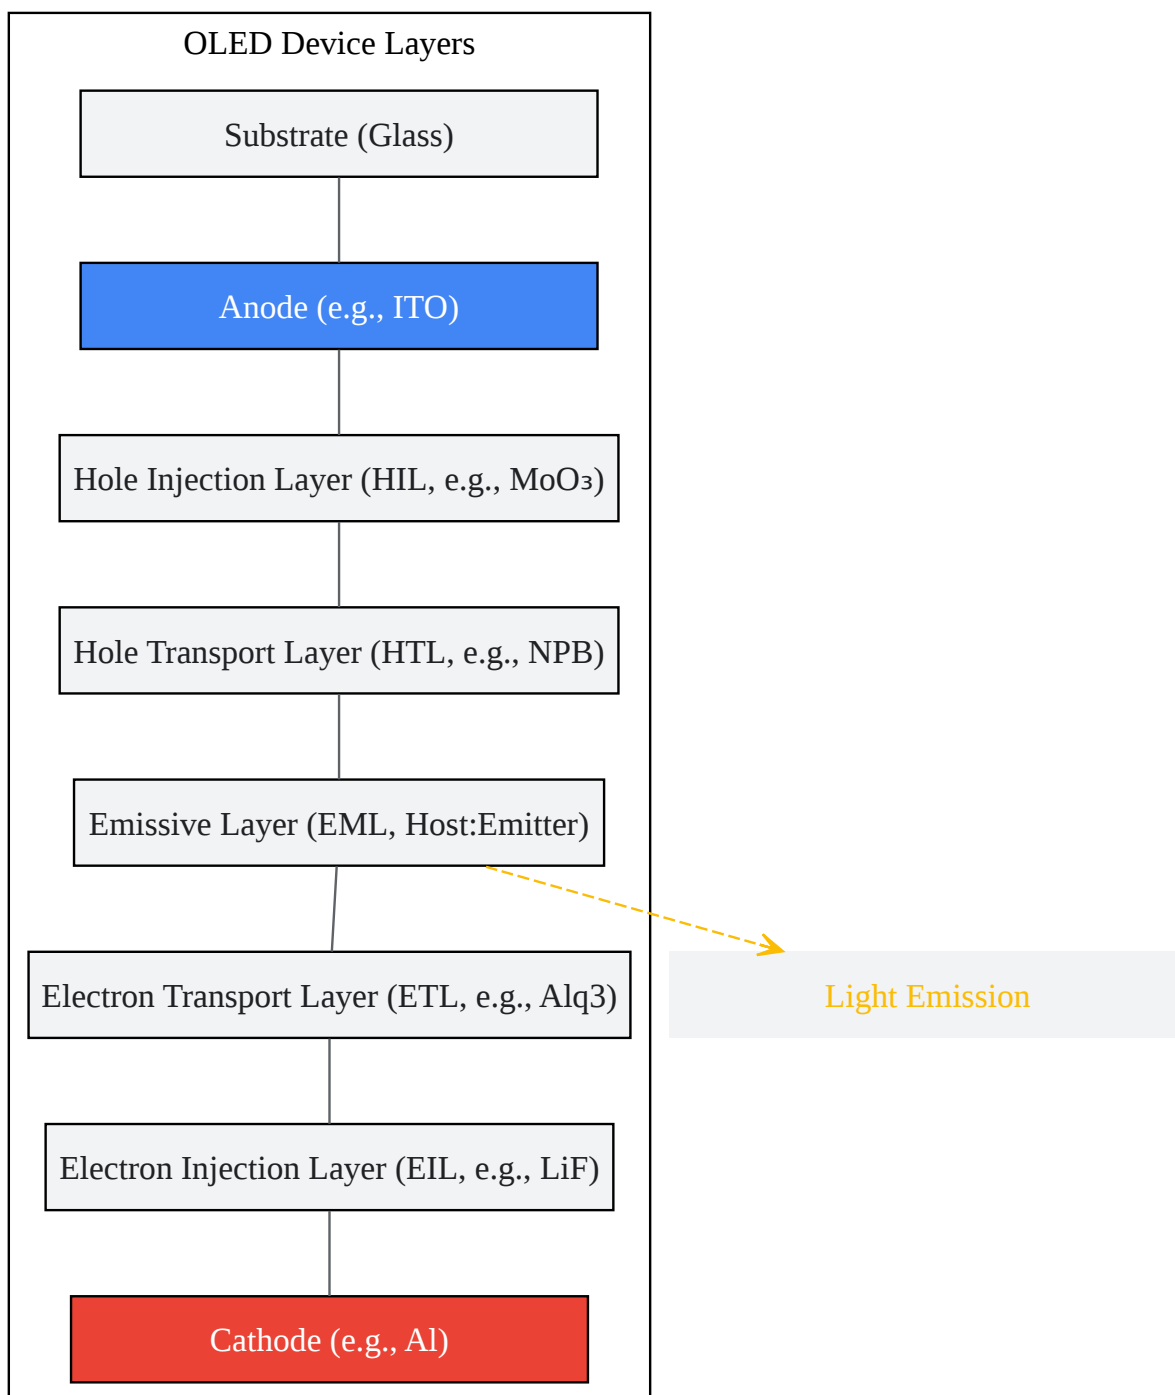 OLED Device Layers
Substrate (Glass)
Anode (e.g., ITO)
Hole Injection Layer (HIL, e.g., MoO₃)
Hole Transport Layer (HTL, e.g., NPB)
Emissive Layer (EML, Host:Emitter)
Electron Transport Layer (ETL, e.g., Alq3)
Light Emission
Electron Injection Layer (EIL, e.g., LiF)
Cathode (e.g., Al)